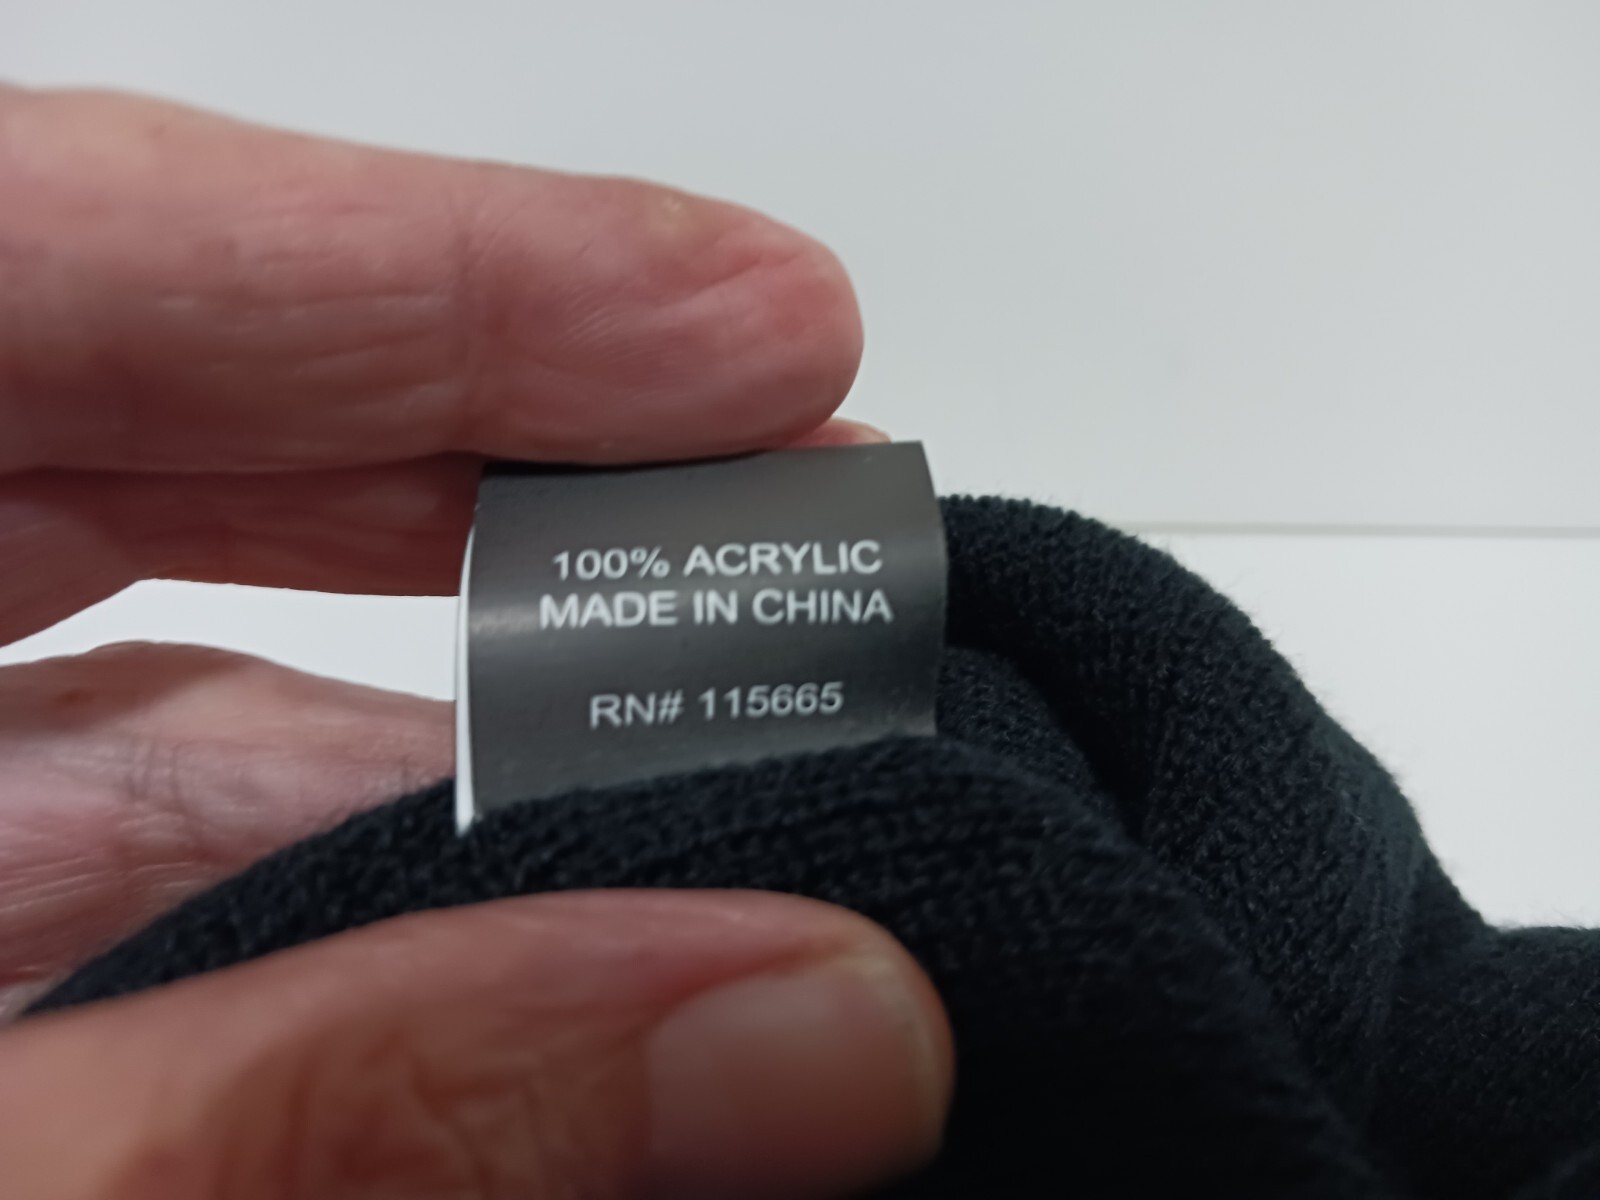 100% ACRYLIC
MADE IN CHINA
RN# 115665